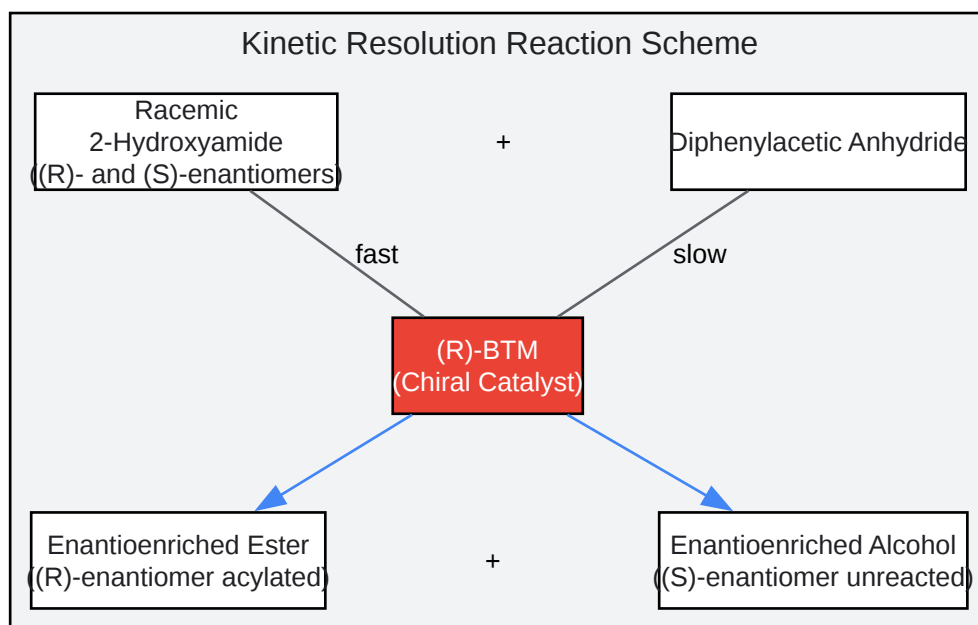 Kinetic Resolution Reaction Scheme
Racemic
2-Hydroxyamide
((R)- and (S)-enantiomers)
+
Diphenylacetic Anhydride
fast
slow
(R)-BTM
(Chiral Catalyst)
Enantioenriched Ester
((R)-enantiomer acylated)
+
Enantioenriched Alcohol
((S)-enantiomer unreacted)